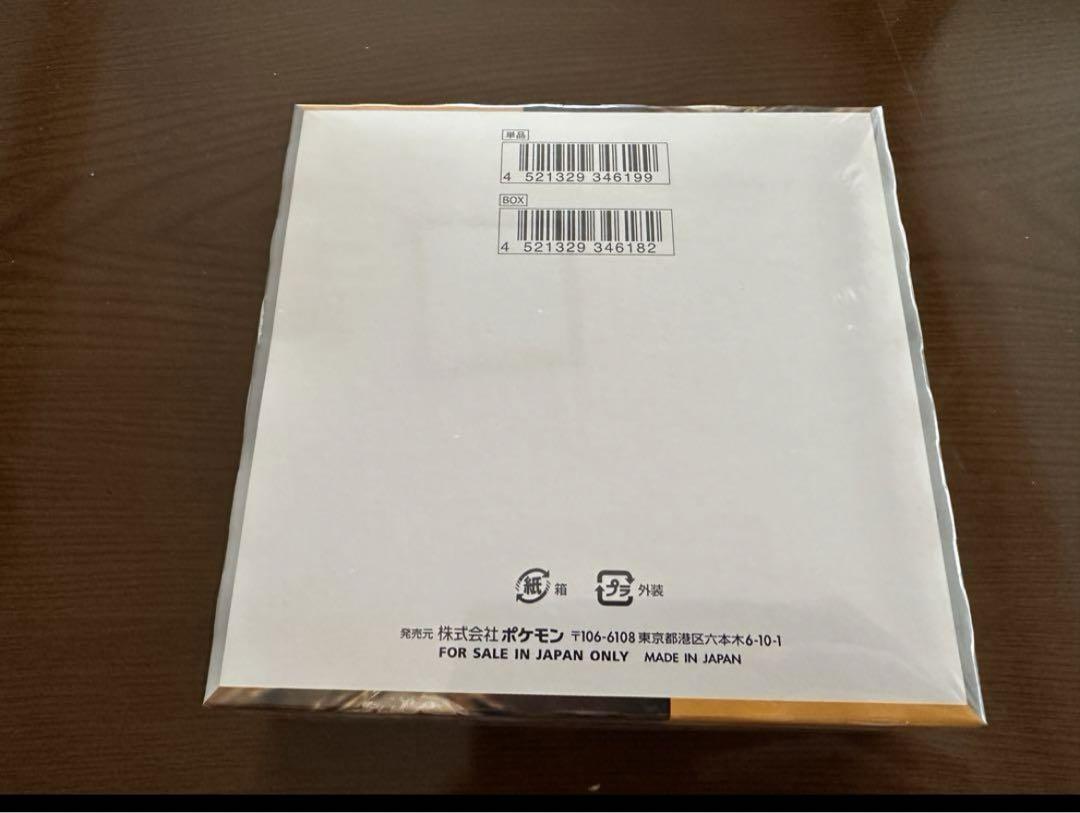 単品
4 521329 346199
BOX
4 521329 346182
紙 箱 プラ 外装
発売元 株式会社 ポケモン 〒106-6108 東京都港区六本木6-10-1
FOR SALE IN JAPAN ONLY MADE IN JAPAN